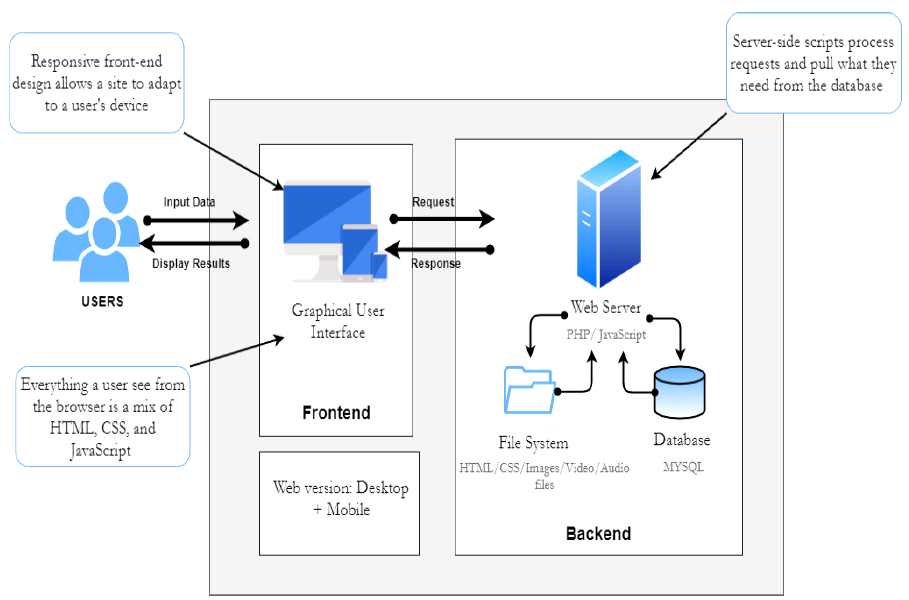 Responsive front-end
design allows a site to adapt
to a user's device
Server-side scripts process
requests and pull what they
need from the database
Input Data
Display Results
USERS
Request
Response
Graphical User
Interface
Frontend
Everything a user see from
the browser is a mix of
HTML, CSS, and
JavaScript
Web version: Desktop
+ Mobile
Web Server
PHP/ JavaScript
File System
HTML/CSS/Images/Video/Audio
files
Database
MYSQL
Backend